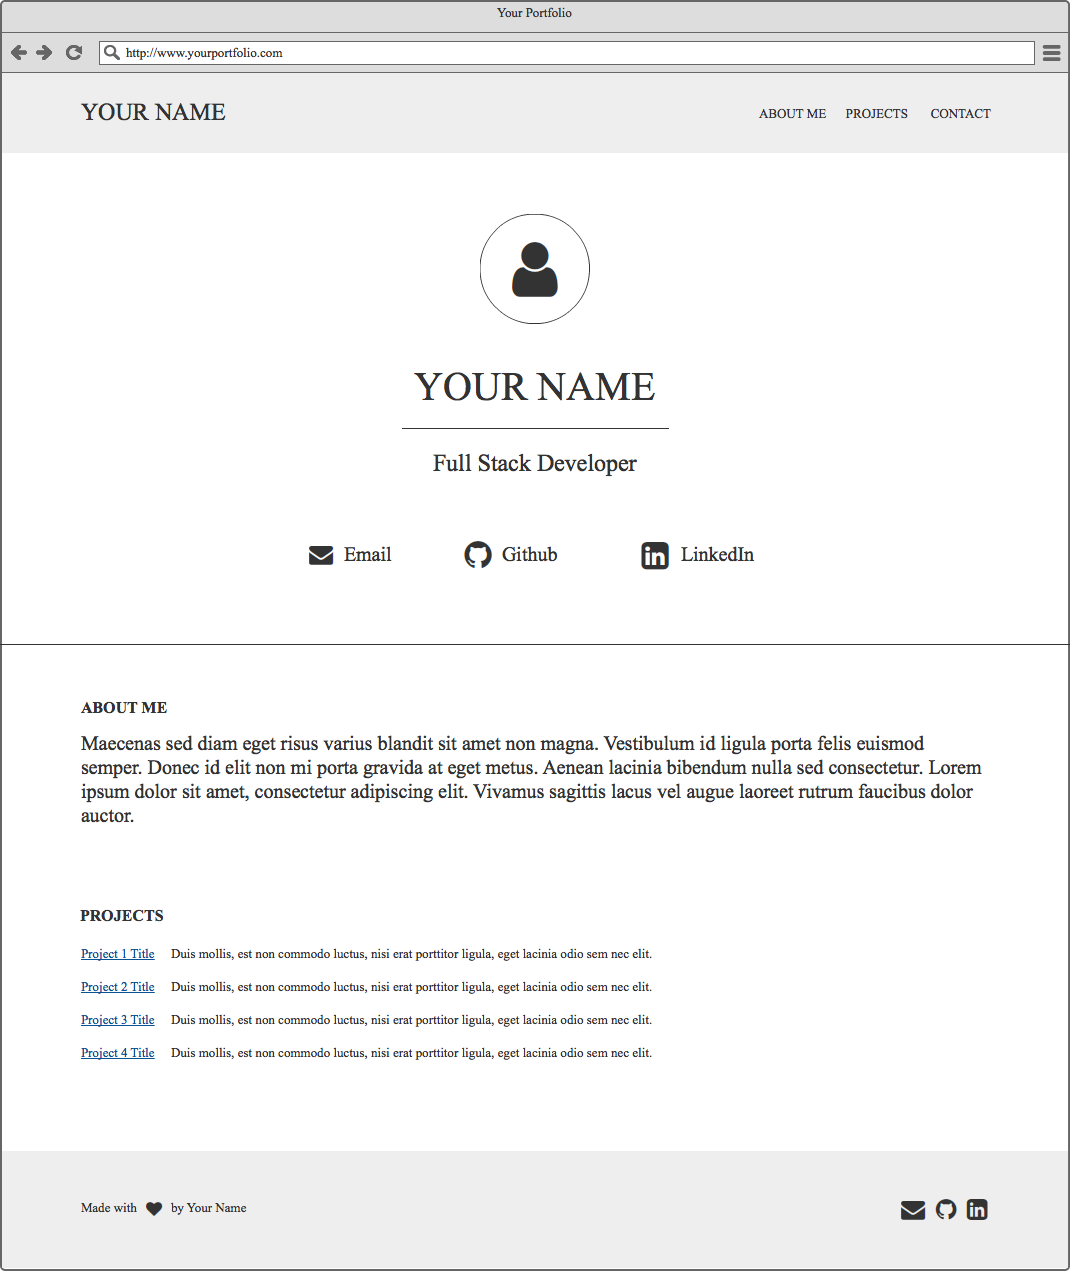 Your Portfolio
http://www.yourportfolio.com
YOUR NAME
ABOUT ME PROJECTS CONTACT
YOUR NAME
Full Stack Developer
Email Github LinkedIn
ABOUT ME
Maecenas sed diam eget risus varius blandit sit amet non magna. Vestibulum id ligula porta felis euismod
semper. Donec id elit non mi porta gravida at eget metus. Aenean lacinia bibendum nulla sed consectetur. Lorem
ipsum dolor sit amet, consectetur adipiscing elit. Vivamus sagittis lacus vel augue laoreet rutrum faucibus dolor
auctor.
PROJECTS
Project 1 Title Duis mollis, est non commodo luctus, nisi erat porttitor ligula, eget lacinia odio sem nec elit.
Project 2 Title Duis mollis, est non commodo luctus, nisi erat porttitor ligula, eget lacinia odio sem nec elit.
Project 3 Title Duis mollis, est non commodo luctus, nisi erat porttitor ligula, eget lacinia odio sem nec elit.
Project 4 Title Duis mollis, est non commodo luctus, nisi erat porttitor ligula, eget lacinia odio sem nec elit.
Made with ♥ by Your Name